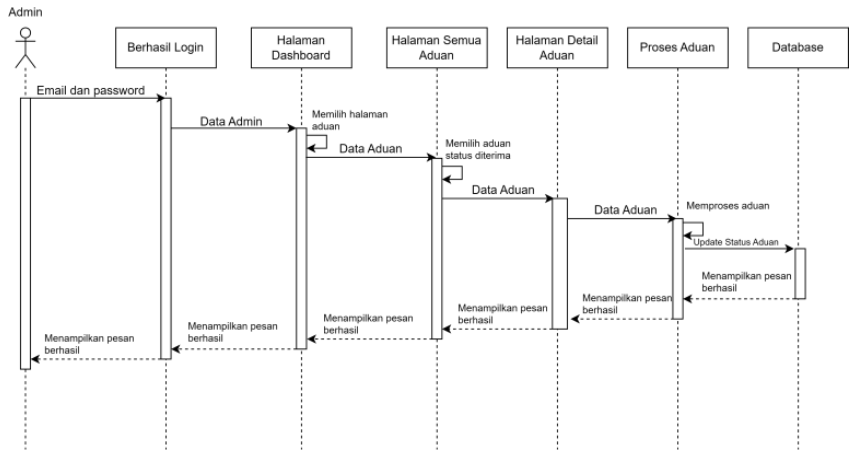 Admin
Berhasil Login
Halaman
Dashboard
Halaman Semua
Aduan
Halaman Detail
Aduan
Proses Aduan
Database
Email dan password
Data Admin
Memilih halaman
aduan
Data Aduan
Memilih aduan
status diterima
Data Aduan
Data Aduan
Memproses aduan
Update Status Aduan
Menampilkan pesan
berhasil
Menampilkan pesan
berhasil
Menampilkan pesan
berhasil
Menampilkan pesan
berhasil
Menampilkan pesan
berhasil
Menampilkan pesan
berhasil